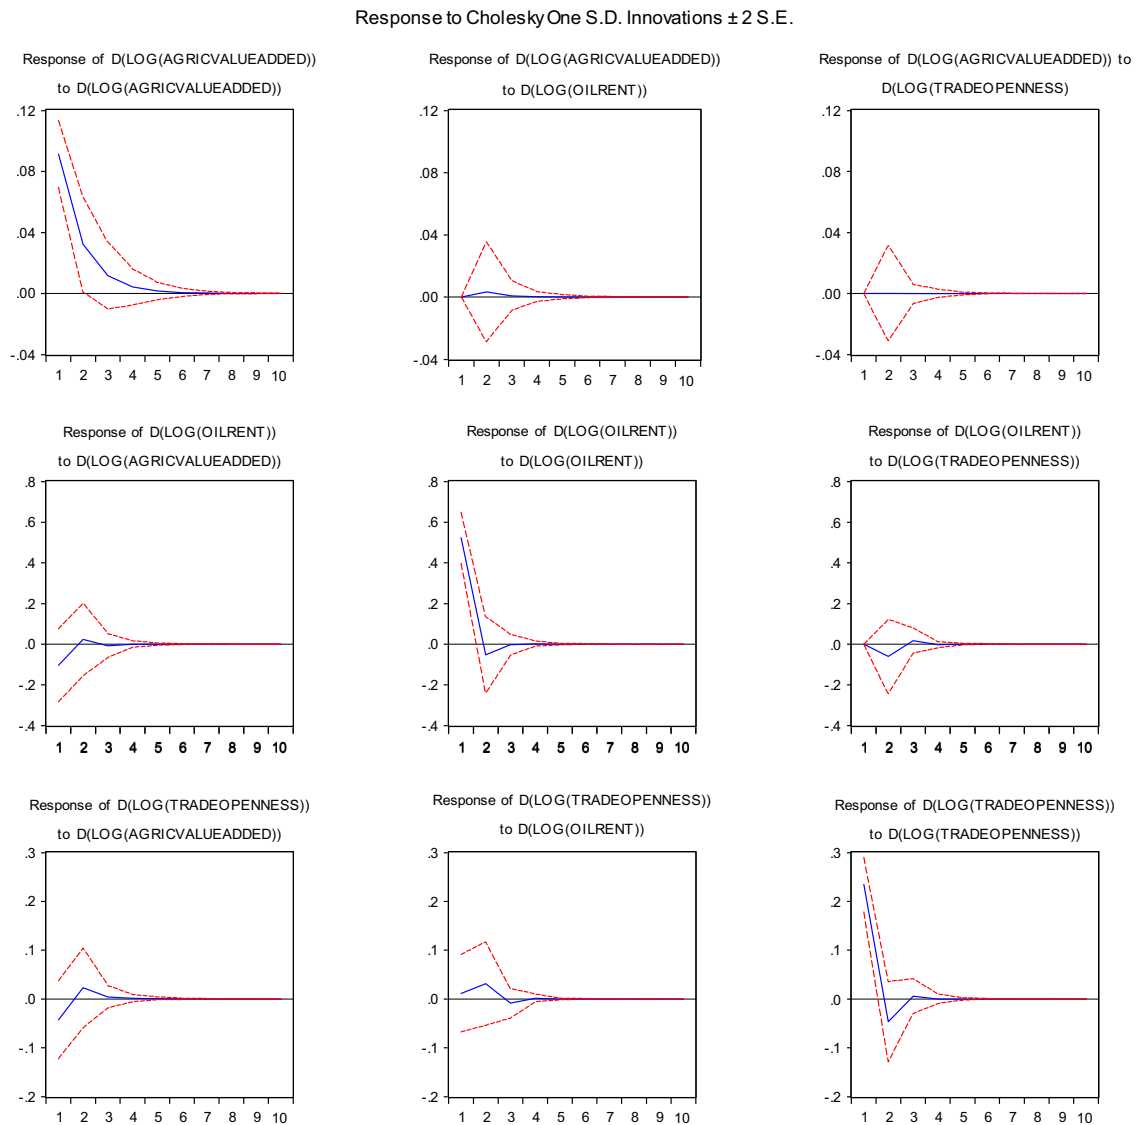 Response to Cholesky One S.D. Innovations ± 2 S.E.
Response of D(LOG(AGRICVALUEADDED))
to D(LOG(AGRICVALUEADDED))
.12
.08
.04
.00
-.04
1 2 3 4 5 6 7 8 9 10
Response of D(LOG(AGRICVALUEADDED))
to D(LOG(OILRENT))
.12
.08
.04
.00
-.04
1 2 3 4 5 6 7 8 9 10
Response of D(LOG(AGRICVALUEADDED)) to
D(LOG(TRADEOPENNESS)
.12
.08
.04
.00
-.04
1 2 3 4 5 6 7 8 9 10
Response of D(LOG(OILRENT))
to D(LOG(AGRICVALUEADDED))
.8
.6
.4
.2
.0
-.2
-.4
1 2 3 4 5 6 7 8 9 10
Response of D(LOG(OILRENT))
to D(LOG(OILRENT))
.8
.6
.4
.2
.0
-.2
-.4
1 2 3 4 5 6 7 8 9 10
Response of D(LOG(OILRENT))
to D(LOG(TRADEOPENNESS))
.8
.6
.4
.2
.0
-.2
-.4
1 2 3 4 5 6 7 8 9 10
Response of D(LOG(TRADEOPENNESS))
to D(LOG(AGRICVALUEADDED))
.3
.2
.1
.0
-.1
-.2
1 2 3 4 5 6 7 8 9 10
Response of D(LOG(TRADEOPENNESS))
to D(LOG(OILRENT))
.3
.2
.1
.0
-.1
-.2
1 2 3 4 5 6 7 8 9 10
Response of D(LOG(TRADEOPENNESS))
to D(LOG(TRADEOPENNESS))
.3
.2
.1
.0
-.1
-.2
1 2 3 4 5 6 7 8 9 10